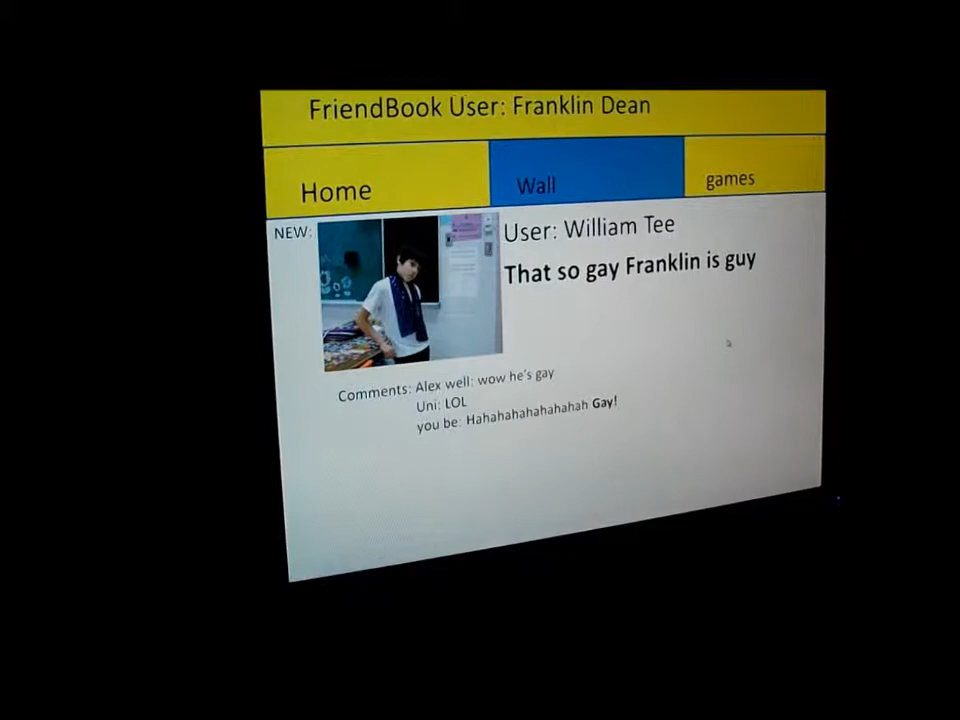 FriendBook User: Franklin Dean
Home
Wall
games
NEW:
User: William Tee
That so gay Franklin is guy
Comments: Alex well: wow he's gay
Uni: LOL
you be: Hahahahahahahah Gay!